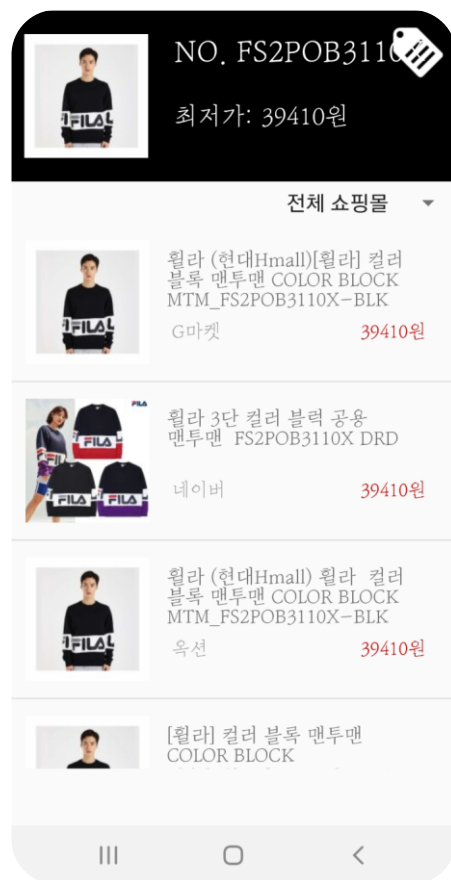 NO. FS2POB3110
최저가: 39410원
전체 쇼핑몰
휠라 (현대Hmall)[휠라] 컬러
블록 맨투맨 COLOR BLOCK
MTM_FS2POB3110X-BLK
G마켓 39410원
휠라 3단 컬러 블럭 공용
맨투맨 FS2POB3110X DRD
네이버 39410원
휠라 (현대Hmall) 휠라 컬러
블록 맨투맨 COLOR BLOCK
MTM_FS2POB3110X-BLK
옥션 39410원
[휠라] 컬러 블록 맨투맨
COLOR BLOCK